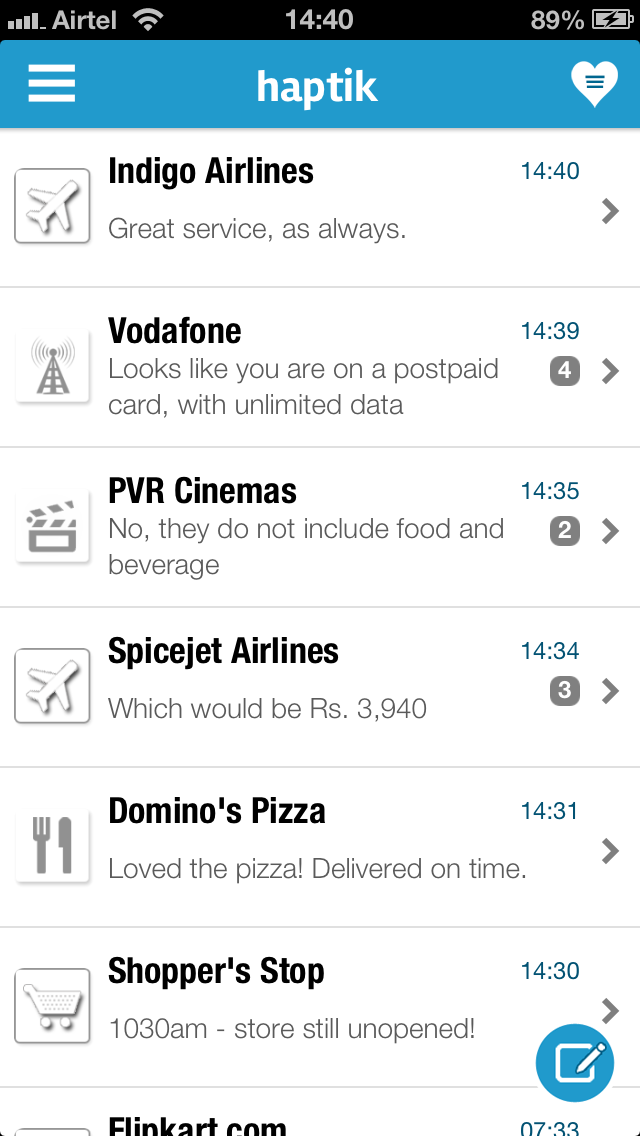 Airtel 14:40 89%
haptik
Indigo Airlines 14:40
Great service, as always.
Vodafone 14:39
Looks like you are on a postpaid 4
card, with unlimited data
PVR Cinemas 14:35
No, they do not include food and 2
beverage
Spicejet Airlines 14:34
3
Which would be Rs. 3,940
Domino's Pizza 14:31
Loved the pizza! Delivered on time.
Shopper's Stop 14:30
1030am - store still unopened!
Flipkart.com 07:33